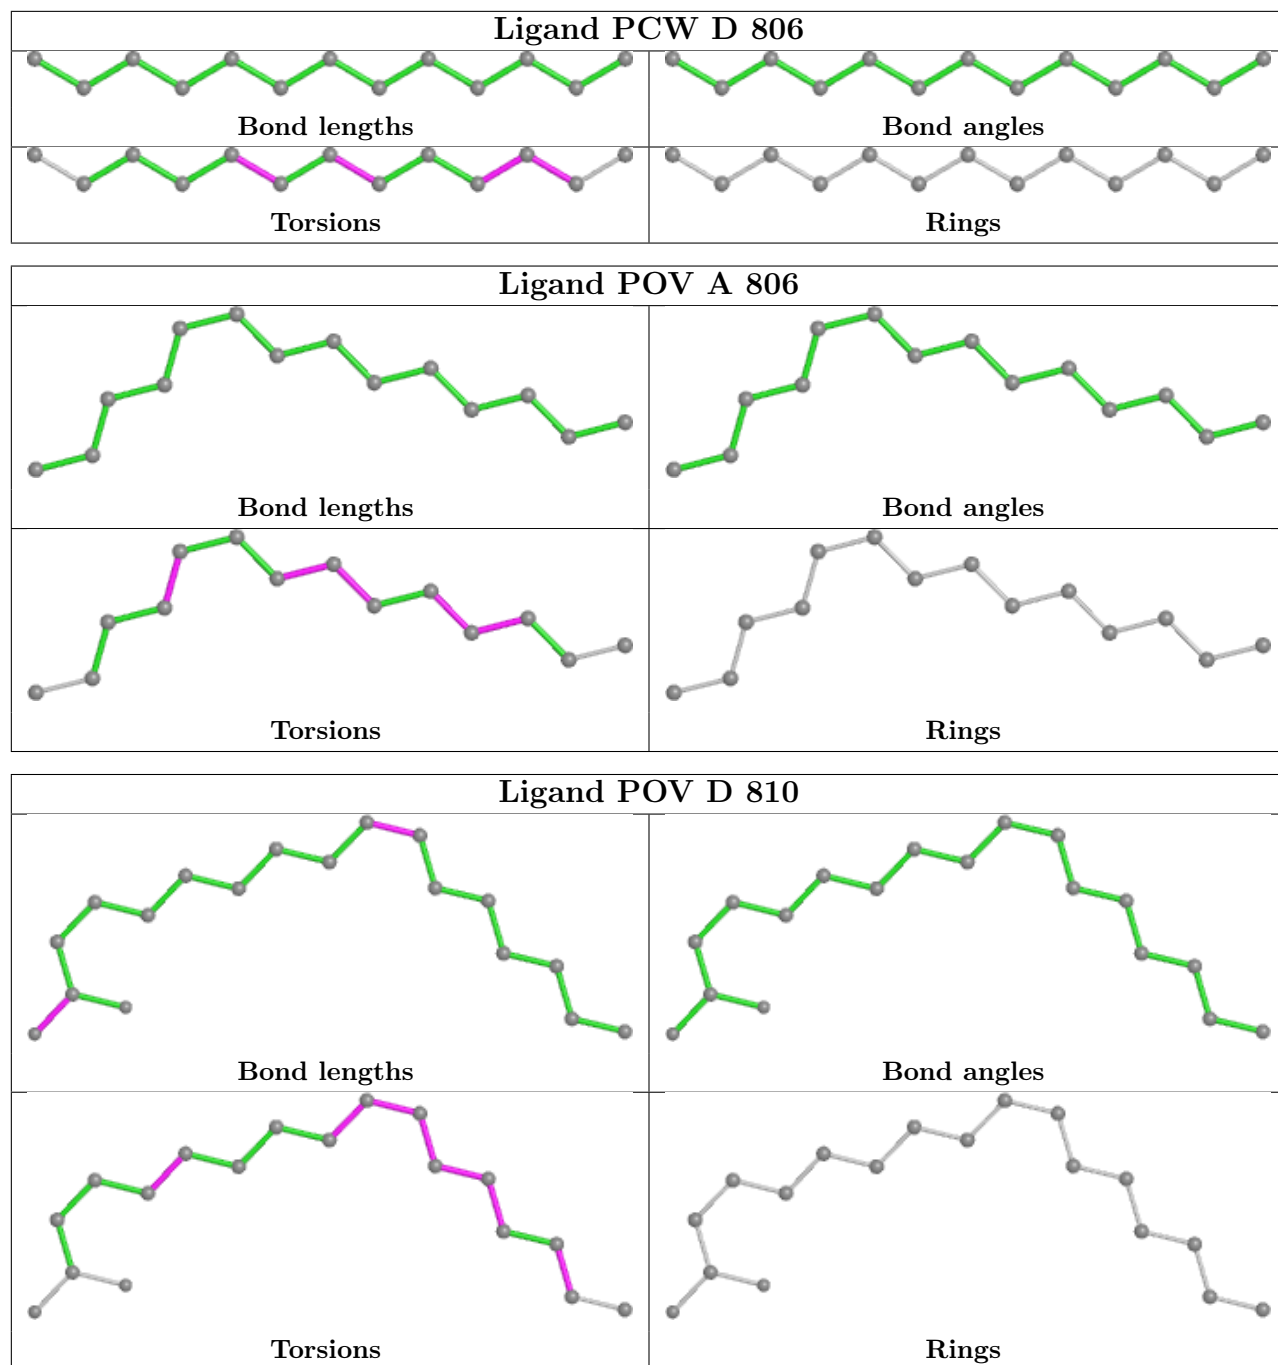 Ligand PCW D 806
Bond lengths
Bond angles
Torsions
Rings
Ligand POV A 806
Bond lengths
Bond angles
Torsions
Rings
Ligand POV D 810
Bond lengths
Bond angles
Torsions
Rings